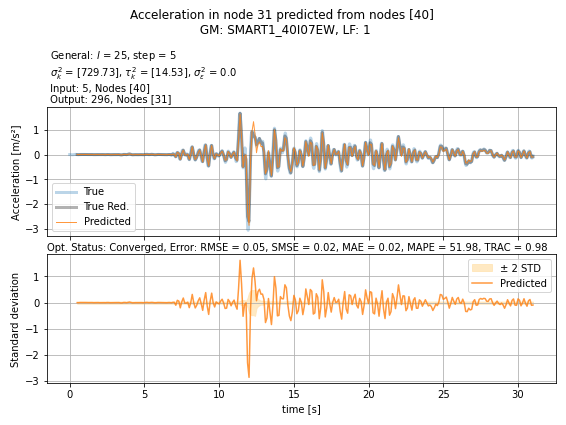 Acceleration in node 31 predicted from nodes [40]
GM: SMART1_40I07EW, LF: 1
General: l = 25, step = 5
σ²ₖ = [729.73], τ²ₖ = [14.53], σ²ε = 0.0
Input: 5, Nodes [40]
Output: 296, Nodes [31]
Acceleration [m/s²]
1
0
−1
−2
−3
True
True Red.
Predicted
Opt. Status: Converged, Error: RMSE = 0.05, SMSE = 0.02, MAE = 0.02, MAPE = 51.98, TRAC = 0.98
Standard deviation
1
0
−1
−2
−3
± 2 STD
Predicted
0 5 10 15 20 25 30
time [s]